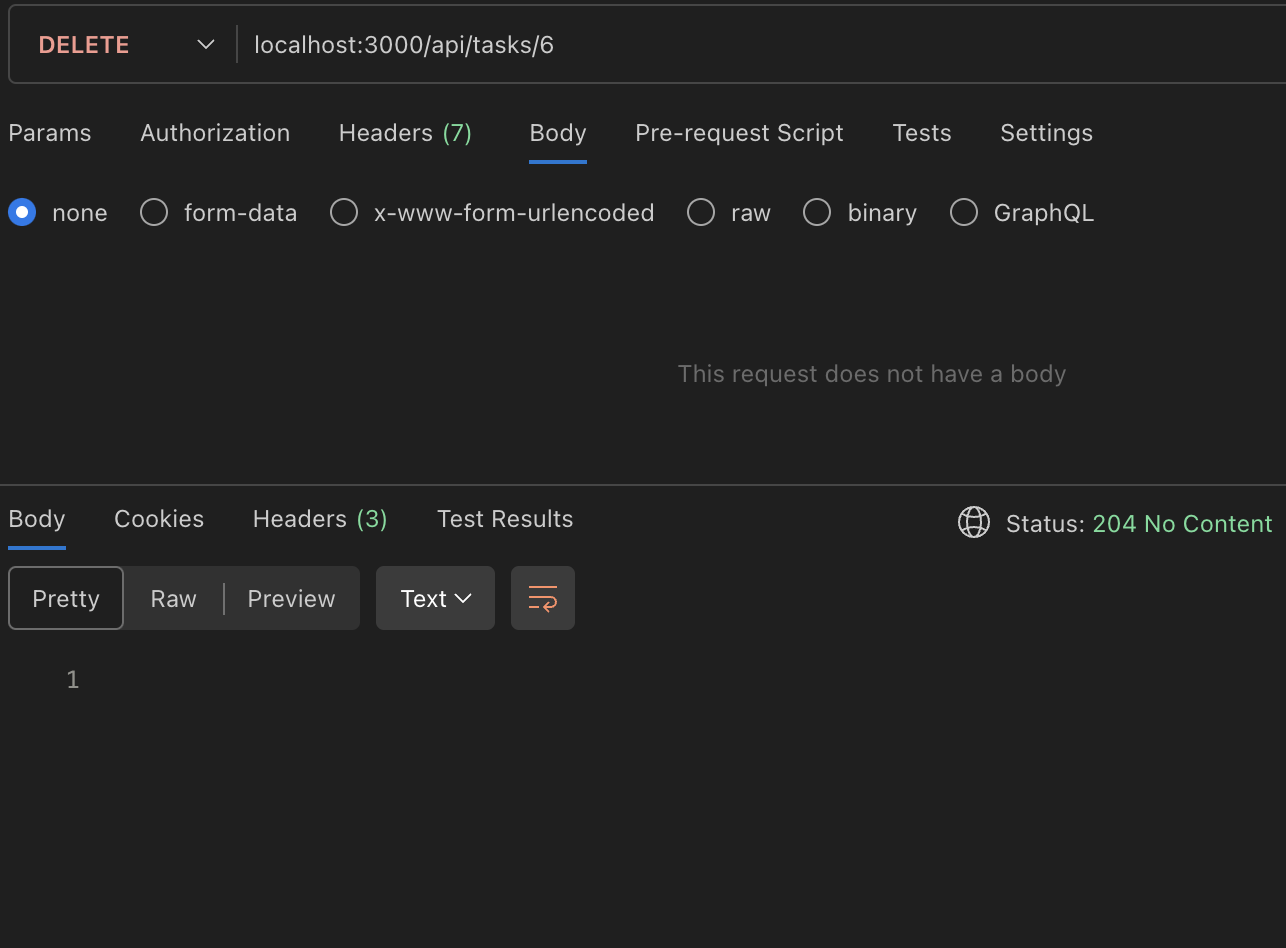 DELETE localhost:3000/api/tasks/6
Params Authorization Headers (7) Body Pre-request Script Tests Settings
none form-data x-www-form-urlencoded raw binary GraphQL
This request does not have a body
Body Cookies Headers (3) Test Results Status: 204 No Content
Pretty Raw Preview Text
1